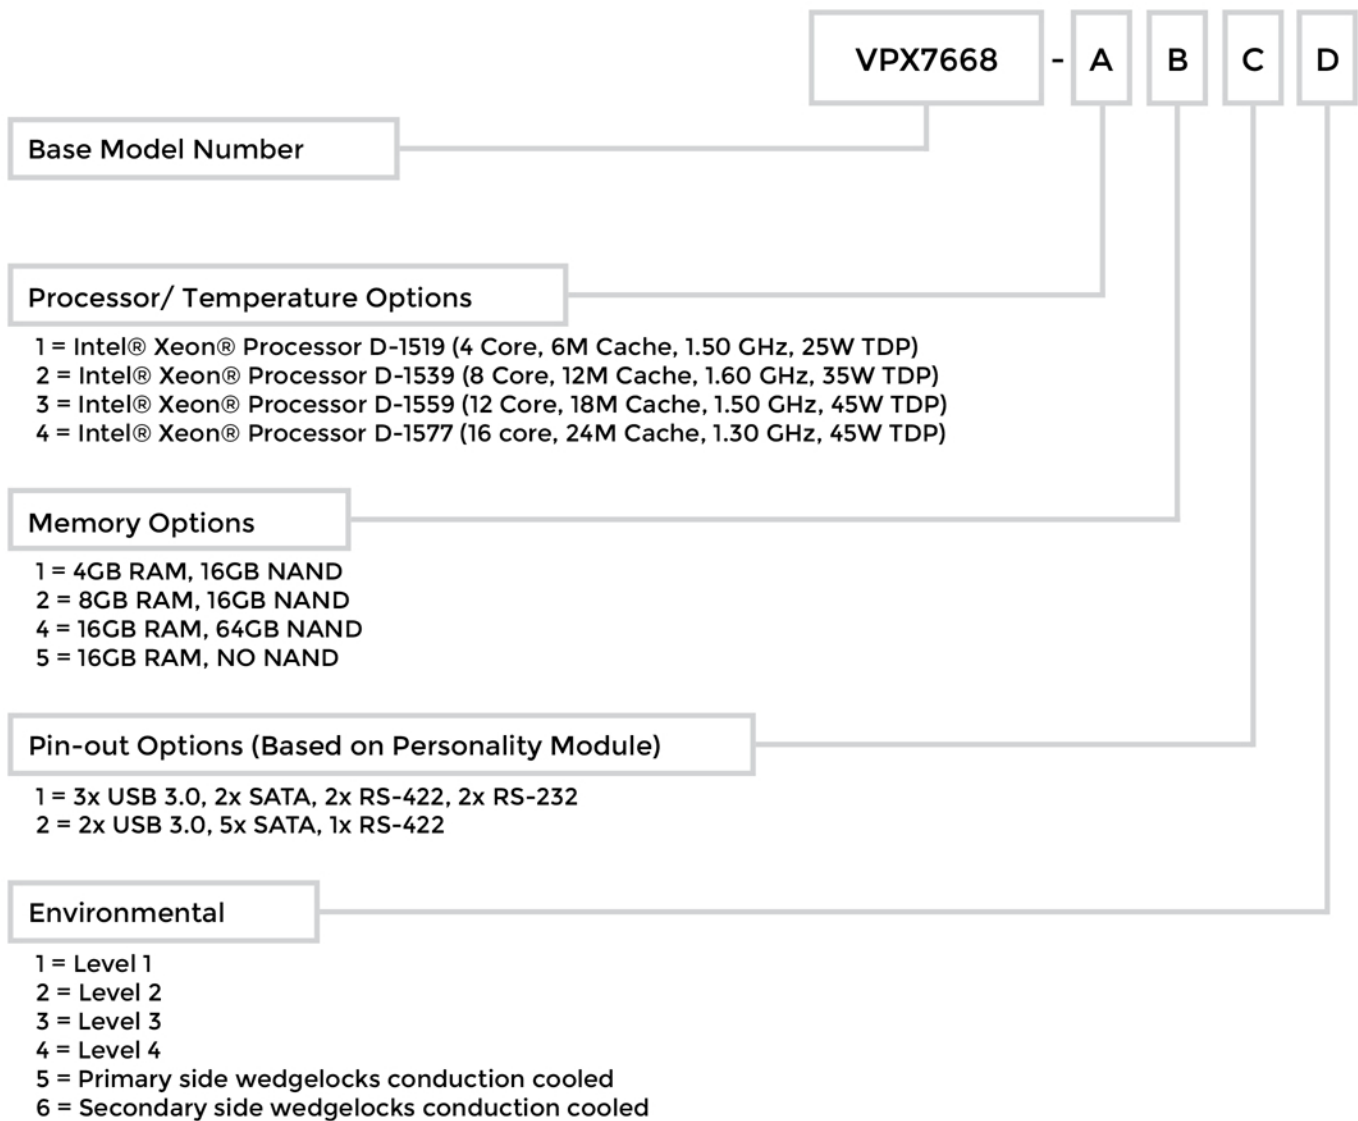 VPX7668 - A B C D
Base Model Number
Processor/ Temperature Options
1 = Intel® Xeon® Processor D-1519 (4 Core, 6M Cache, 1.50 GHz, 25W TDP)
2 = Intel® Xeon® Processor D-1539 (8 Core, 12M Cache, 1.60 GHz, 35W TDP)
3 = Intel® Xeon® Processor D-1559 (12 Core, 18M Cache, 1.50 GHz, 45W TDP)
4 = Intel® Xeon® Processor D-1577 (16 core, 24M Cache, 1.30 GHz, 45W TDP)
Memory Options
1 = 4GB RAM, 16GB NAND
2 = 8GB RAM, 16GB NAND
4 = 16GB RAM, 64GB NAND
5 = 16GB RAM, NO NAND
Pin-out Options (Based on Personality Module)
1 = 3x USB 3.0, 2x SATA, 2x RS-422, 2x RS-232
2 = 2x USB 3.0, 5x SATA, 1x RS-422
Environmental
1 = Level 1
2 = Level 2
3 = Level 3
4 = Level 4
5 = Primary side wedgelocks conduction cooled
6 = Secondary side wedgelocks conduction cooled